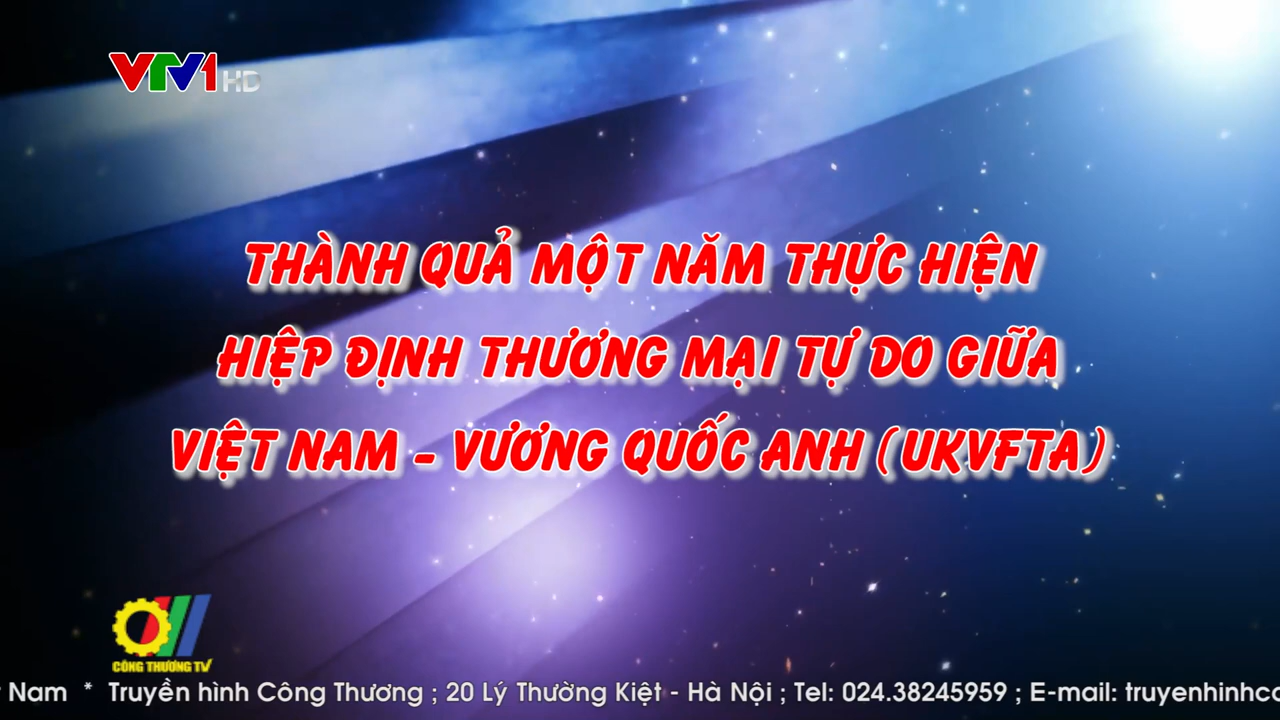 VTV1 HD
THÀNH QUẢ MỘT NĂM THỰC HIỆN
HIỆP ĐỊNH THƯƠNG MẠI TỰ DO GIỮA
VIỆT NAM - VƯƠNG QUỐC ANH (UKVFTA)
CÔNG THƯƠNG TV
Nam * Truyền hình Công Thương ; 20 Lý Thường Kiệt - Hà Nội ; Tel: 024.38245959 ; E-mail: truyenhinhco